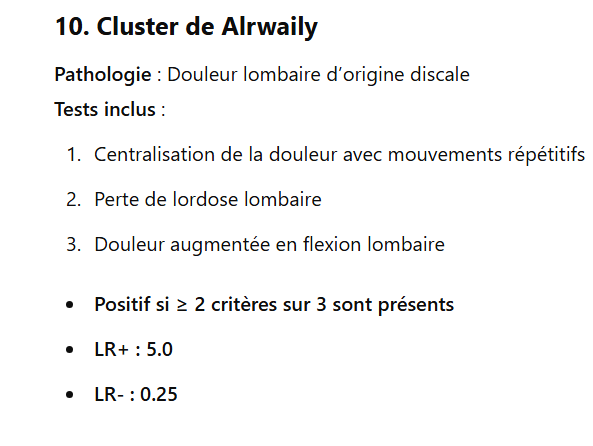 10. Cluster de Alrwaily
Pathologie : Douleur lombaire d’origine discale
Tests inclus :
1. Centralisation de la douleur avec mouvements répétitifs
2. Perte de lordose lombaire
3. Douleur augmentée en flexion lombaire
• Positif si ≥ 2 critères sur 3 sont présents
• LR+ : 5.0
• LR- : 0.25